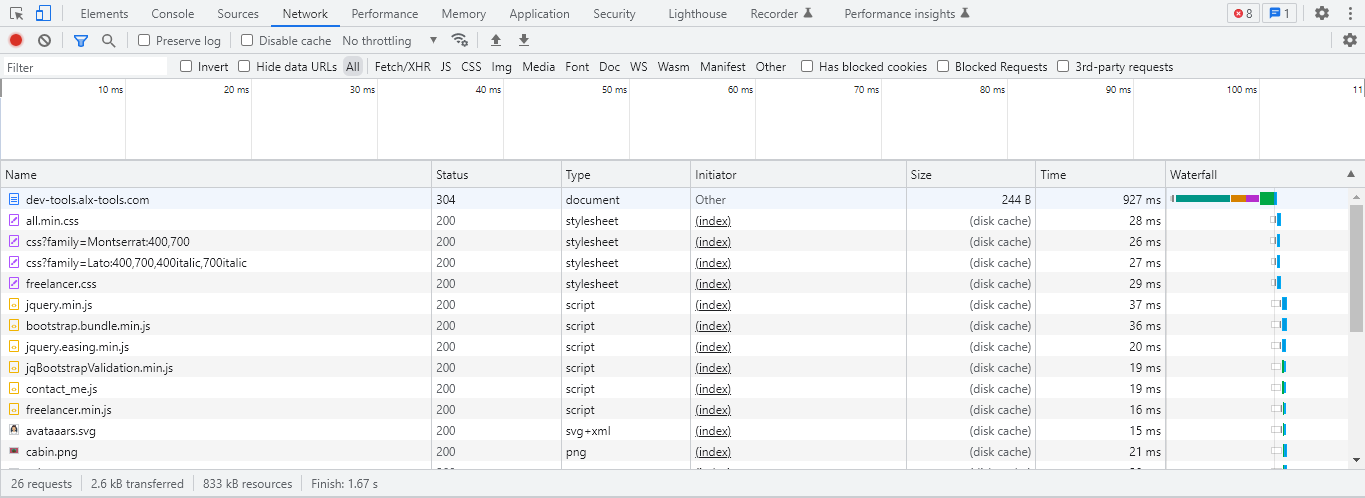 Elements Console Sources Network Performance Memory Application Security Lighthouse Recorder Performance insights 8 1
Preserve log Disable cache No throttling
Filter Invert Hide data URLs All Fetch/XHR JS CSS Img Media Font Doc WS Wasm Manifest Other Has blocked cookies Blocked Requests 3rd-party requests
10 ms 20 ms 30 ms 40 ms 50 ms 60 ms 70 ms 80 ms 90 ms 100 ms 11
Name Status Type Initiator Size Time Waterfall
dev-tools.alx-tools.com 304 document Other 244 B 927 ms
all.min.css 200 stylesheet (index) (disk cache) 28 ms
css?family=Montserrat:400,700 200 stylesheet (index) (disk cache) 26 ms
css?family=Lato:400,700,400italic,700italic 200 stylesheet (index) (disk cache) 27 ms
freelancer.css 200 stylesheet (index) (disk cache) 29 ms
jquery.min.js 200 script (index) (disk cache) 37 ms
bootstrap.bundle.min.js 200 script (index) (disk cache) 36 ms
jquery.easing.min.js 200 script (index) (disk cache) 20 ms
jqBootstrapValidation.min.js 200 script (index) (disk cache) 19 ms
contact_me.js 200 script (index) (disk cache) 19 ms
freelancer.min.js 200 script (index) (disk cache) 16 ms
avataaars.svg 200 svg+xml (index) (disk cache) 15 ms
cabin.png 200 png (index) (disk cache) 21 ms
26 requests 2.6 kB transferred 833 kB resources Finish: 1.67 s